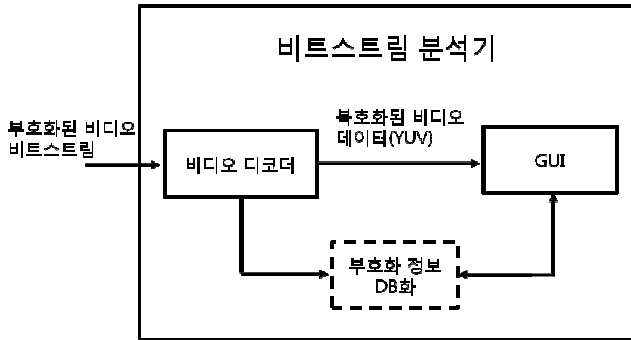 비트스트림 분석기
부호화된 비디오
비트스트림
복호화된 비디오
데이터(YUV)
비디오 디코더
GUI
부호화 정보
DB화